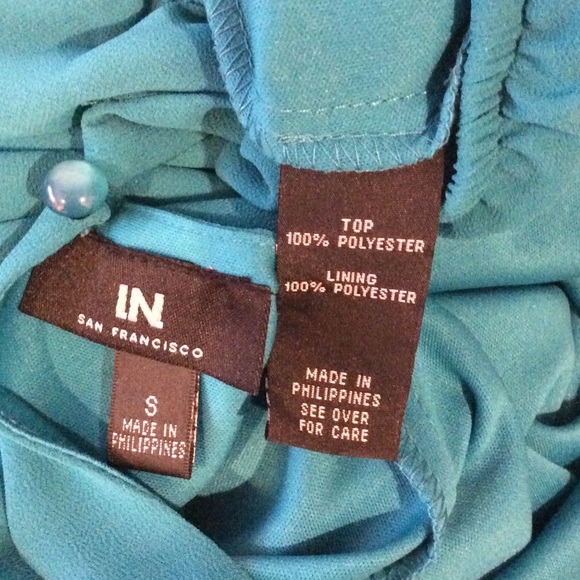 IN.
SAN FRANCISCO
S
MADE IN
PHILIPPINES
TOP
100% POLYESTER
LINING
100% POLYESTER
MADE IN
PHILIPPINES
SEE OVER
FOR CARE